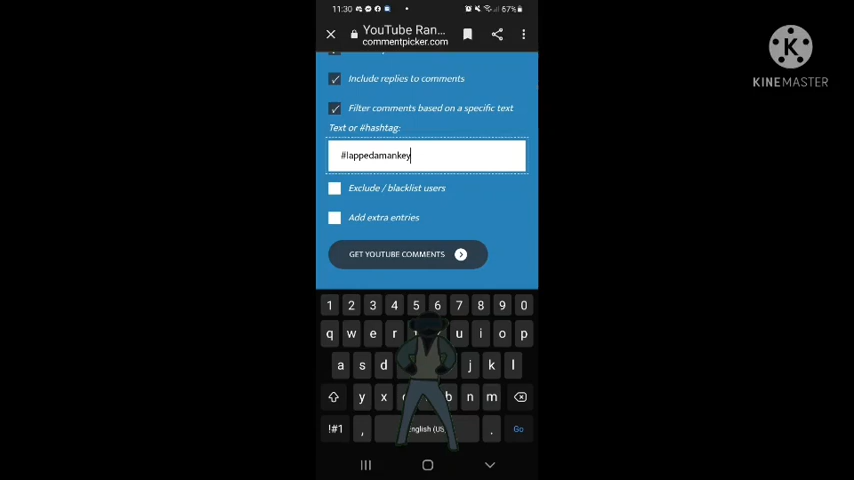 11:30 67%
YouTube Ran...
commentpicker.com
Include replies to comments
Filter comments based on a specific text
Text or #hashtag:
#lappedamankey
Exclude / blacklist users
Add extra entries
GET YOUTUBE COMMENTS
1 2 3 4 5 6 7 8 9 0
q w e r u i o p
a s d j k l
y x b n m
!#1 , English (US) . Go
K
KINEMASTER